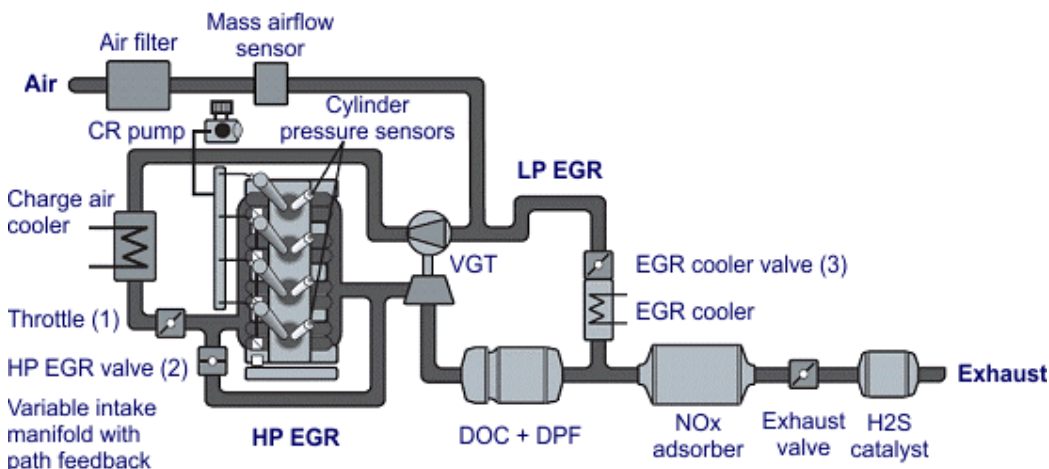 Air filter
Mass airflow
sensor
Air
CR pump
Cylinder
pressure sensors
LP EGR
Charge air
cooler
VGT
EGR cooler valve (3)
EGR cooler
Throttle (1)
HP EGR valve (2)
Exhaust
Variable intake
manifold with
path feedback
HP EGR
DOC + DPF
NOx
adsorber
Exhaust
valve
H2S
catalyst